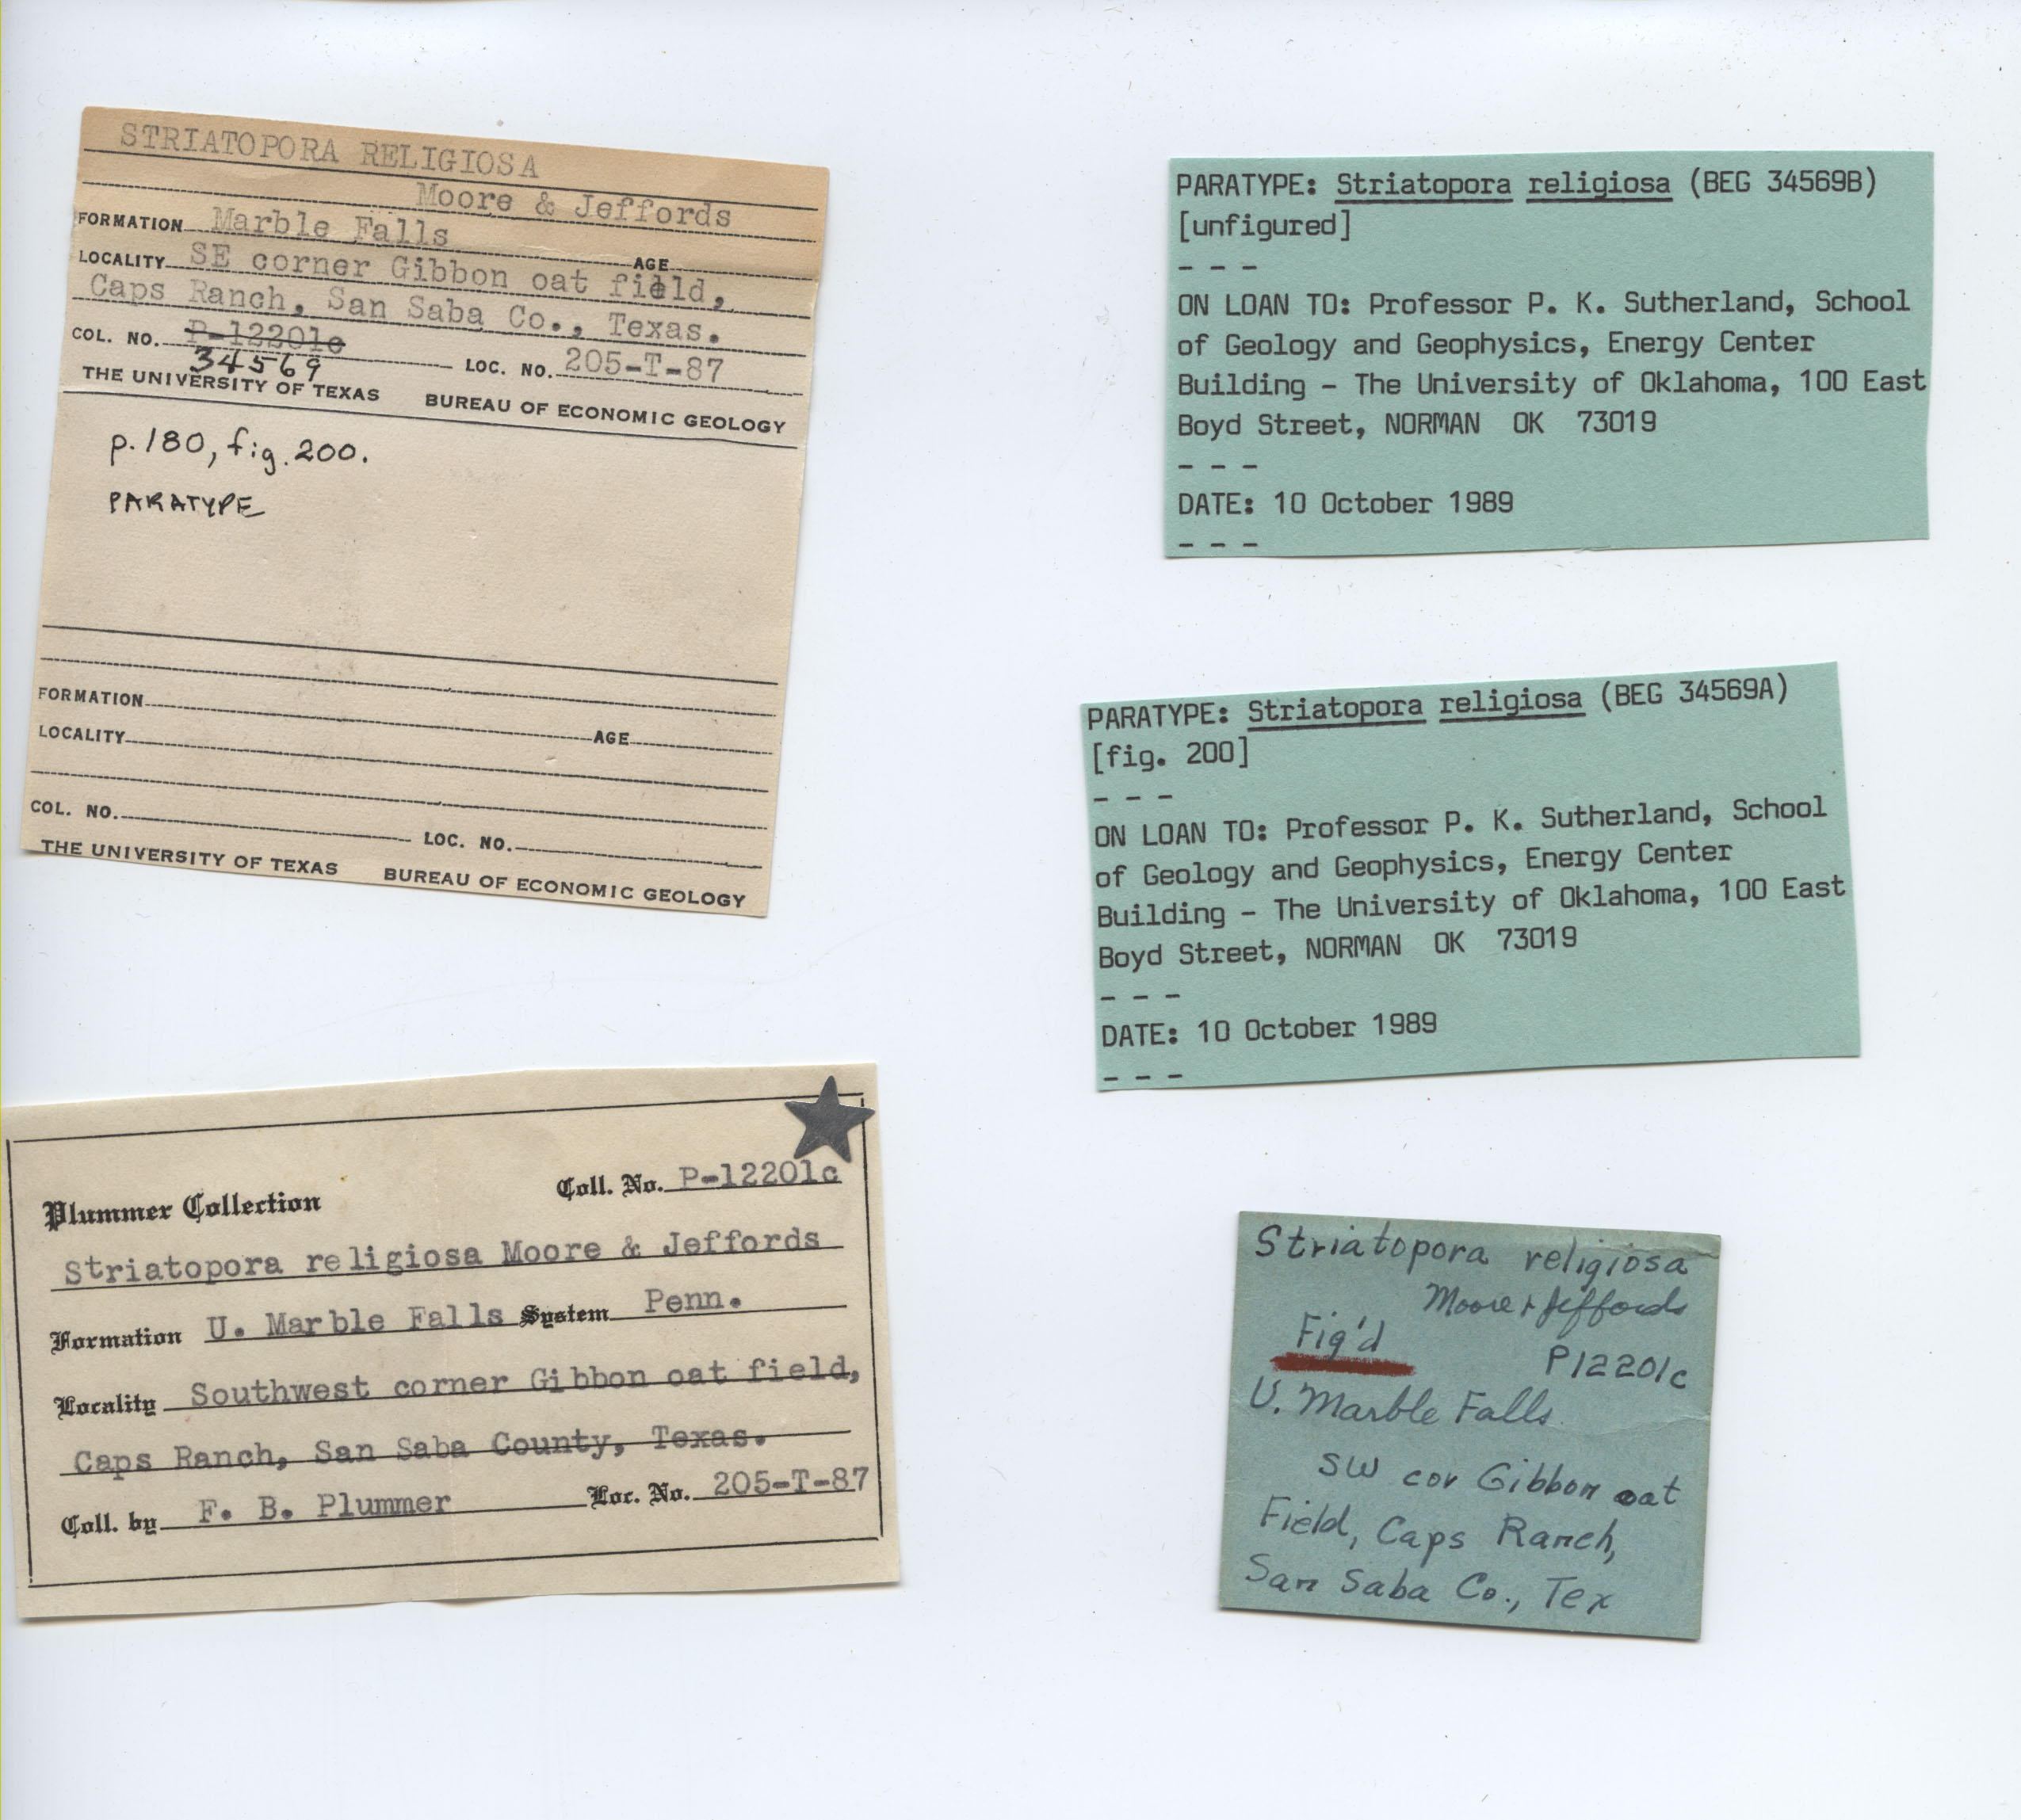 STRIATOPORA RELIGIOSA
Moore & Jeffords
FORMATION Marble Falls
LOCALITY SE corner Gibbon oat field, AGE
Caps Ranch, San Saba Co., Texas.
COL. NO. P-12201c
34569 LOC. NO. 205-T-87
THE UNIVERSITY OF TEXAS BUREAU OF ECONOMIC GEOLOGY
p.180, fig.200.
PARATYPE
FORMATION
LOCALITY AGE
COL. NO. LOC. NO.
THE UNIVERSITY OF TEXAS BUREAU OF ECONOMIC GEOLOGY
Plummer Collection Coll. No. P-12201c
Striatopora religiosa Moore & Jeffords
Formation U. Marble Falls System Penn.
Locality Southwest corner Gibbon oat field,
Caps Ranch, San Saba County, Texas.
Coll. by F. B. Plummer Loc. No. 205-T-87
PARATYPE: Striatopora religiosa (BEG 34569B)
[unfigured]
- - -
ON LOAN TO: Professor P. K. Sutherland, School
of Geology and Geophysics, Energy Center
Building - The University of Oklahoma, 100 East
Boyd Street, NORMAN OK 73019
- - -
DATE: 10 October 1989
- - -
PARATYPE: Striatopora religiosa (BEG 34569A)
[fig. 200]
- - -
ON LOAN TO: Professor P. K. Sutherland, School
of Geology and Geophysics, Energy Center
Building - The University of Oklahoma, 100 East
Boyd Street, NORMAN OK 73019
- - -
DATE: 10 October 1989
- - -
Striatopora religiosa
Moore & Jeffords
Fig'd P12201c
U. Marble Falls
SW cor Gibbon oat
Field, Caps Ranch,
San Saba Co., Tex